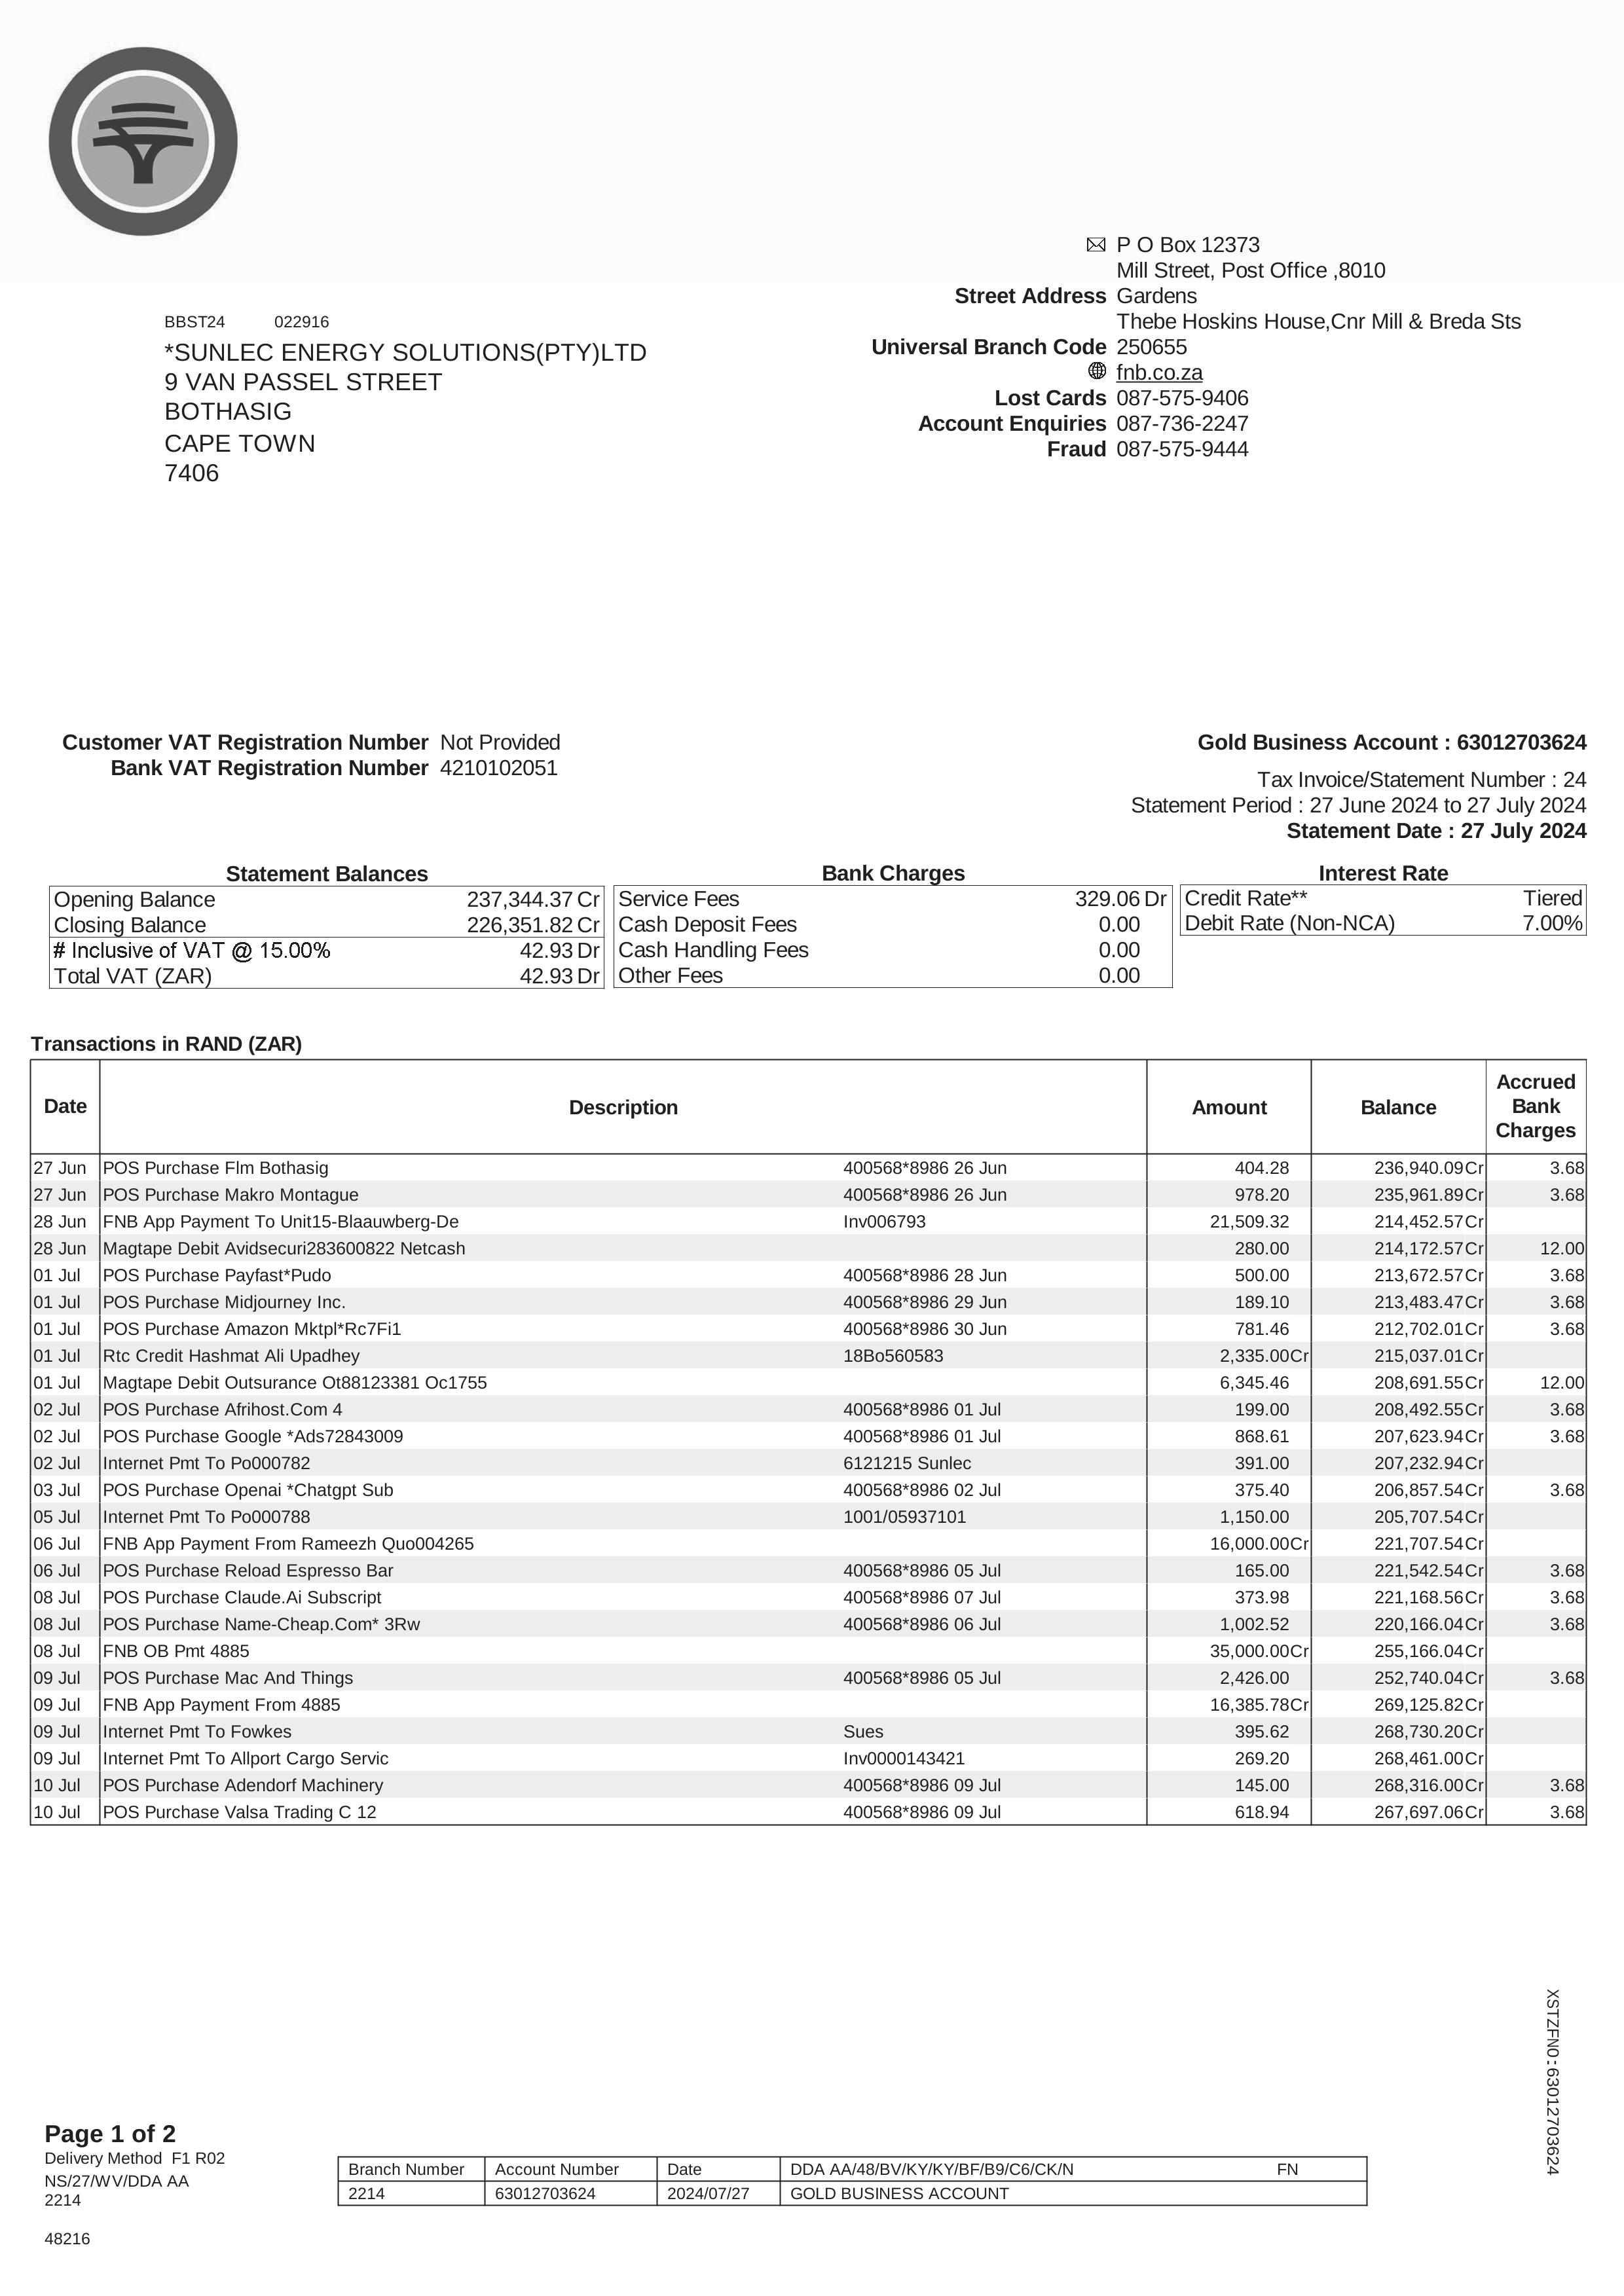 P O Box 12373
Mill Street, Post Office ,8010
Street Address Gardens
Thebe Hoskins House,Cnr Mill & Breda Sts
Universal Branch Code 250655
fnb.co.za
Lost Cards 087-575-9406
Account Enquiries 087-736-2247
Fraud 087-575-9444
BBST24 022916
*SUNLEC ENERGY SOLUTIONS(PTY)LTD
9 VAN PASSEL STREET
BOTHASIG
CAPE TOWN
7406
Customer VAT Registration Number Not Provided
Bank VAT Registration Number 4210102051
Gold Business Account : 63012703624
Tax Invoice/Statement Number : 24
Statement Period : 27 June 2024 to 27 July 2024
Statement Date : 27 July 2024
Statement Balances
Opening Balance 237,344.37 Cr
Closing Balance 226,351.82 Cr
# Inclusive of VAT @ 15.00% 42.93 Dr
Total VAT (ZAR) 42.93 Dr
Bank Charges
Service Fees 329.06 Dr
Cash Deposit Fees 0.00
Cash Handling Fees 0.00
Other Fees 0.00
Interest Rate
Credit Rate** Tiered
Debit Rate (Non-NCA) 7.00%
Transactions in RAND (ZAR)
Date Description Amount Balance Accrued Bank Charges
27 Jun POS Purchase Flm Bothasig 400568*8986 26 Jun 404.28 236,940.09Cr 3.68
27 Jun POS Purchase Makro Montague 400568*8986 26 Jun 978.20 235,961.89Cr 3.68
28 Jun FNB App Payment To Unit15-Blaauwberg-De Inv006793 21,509.32 214,452.57Cr
28 Jun Magtape Debit Avidsecuri283600822 Netcash 280.00 214,172.57Cr 12.00
01 Jul POS Purchase Payfast*Pudo 400568*8986 28 Jun 500.00 213,672.57Cr 3.68
01 Jul POS Purchase Midjourney Inc. 400568*8986 29 Jun 189.10 213,483.47Cr 3.68
01 Jul POS Purchase Amazon Mktpl*Rc7Fi1 400568*8986 30 Jun 781.46 212,702.01Cr 3.68
01 Jul Rtc Credit Hashmat Ali Upadhey 18Bo560583 2,335.00Cr 215,037.01Cr
01 Jul Magtape Debit Outsurance Ot88123381 Oc1755 6,345.46 208,691.55Cr 12.00
02 Jul POS Purchase Afrihost.Com 4 400568*8986 01 Jul 199.00 208,492.55Cr 3.68
02 Jul POS Purchase Google *Ads72843009 400568*8986 01 Jul 868.61 207,623.94Cr 3.68
02 Jul Internet Pmt To Po000782 6121215 Sunlec 391.00 207,232.94Cr
03 Jul POS Purchase Openai *Chatgpt Sub 400568*8986 02 Jul 375.40 206,857.54Cr 3.68
05 Jul Internet Pmt To Po000788 1001/05937101 1,150.00 205,707.54Cr
06 Jul FNB App Payment From Rameezh Quo004265 16,000.00Cr 221,707.54Cr
06 Jul POS Purchase Reload Espresso Bar 400568*8986 05 Jul 165.00 221,542.54Cr 3.68
08 Jul POS Purchase Claude.Ai Subscript 400568*8986 07 Jul 373.98 221,168.56Cr 3.68
08 Jul POS Purchase Name-Cheap.Com* 3Rw 400568*8986 06 Jul 1,002.52 220,166.04Cr 3.68
08 Jul FNB OB Pmt 4885 35,000.00Cr 255,166.04Cr
09 Jul POS Purchase Mac And Things 400568*8986 05 Jul 2,426.00 252,740.04Cr 3.68
09 Jul FNB App Payment From 4885 16,385.78Cr 269,125.82Cr
09 Jul Internet Pmt To Fowkes Sues 395.62 268,730.20Cr
09 Jul Internet Pmt To Allport Cargo Servic Inv0000143421 269.20 268,461.00Cr
10 Jul POS Purchase Adendorf Machinery 400568*8986 09 Jul 145.00 268,316.00Cr 3.68
10 Jul POS Purchase Valsa Trading C 12 400568*8986 09 Jul 618.94 267,697.06Cr 3.68
XSTZFN0:63012703624
Page 1 of 2
Delivery Method F1 R02
NS/27/WV/DDA AA
2214
48216
Branch Number Account Number Date DDA AA/48/BV/KY/KY/BF/B9/C6/CK/N FN
2214 63012703624 2024/07/27 GOLD BUSINESS ACCOUNT